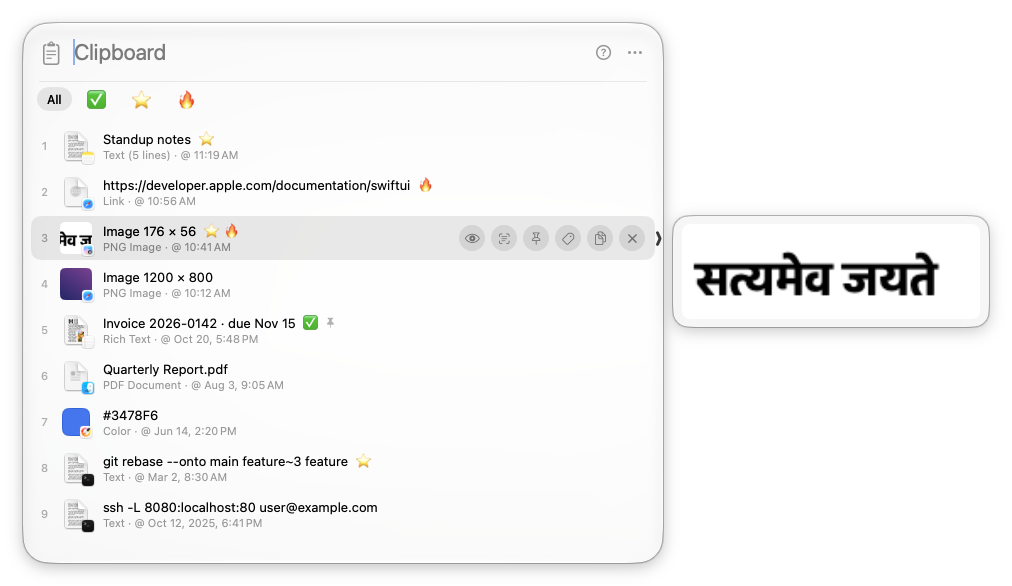 Clipboard
All ✅ ⭐ 🔥
1 Standup notes ⭐
Text (5 lines) · @ 11:19 AM
2 https://developer.apple.com/documentation/swiftui 🔥
Link · @ 10:56 AM
3 Image 176 × 56 ⭐ 🔥
PNG Image · @ 10:41 AM
सत्यमेव जयते
4 Image 1200 × 800
PNG Image · @ 10:12 AM
5 Invoice 2026-0142 · due Nov 15 ✅
Rich Text · @ Oct 20, 5:48 PM
6 Quarterly Report.pdf
PDF Document · @ Aug 3, 9:05 AM
7 #3478F6
Color · @ Jun 14, 2:20 PM
8 git rebase --onto main feature~3 feature ⭐
Text · @ Mar 2, 8:30 AM
9 ssh -L 8080:localhost:80 user@example.com
Text · @ Oct 12, 2025, 6:41 PM